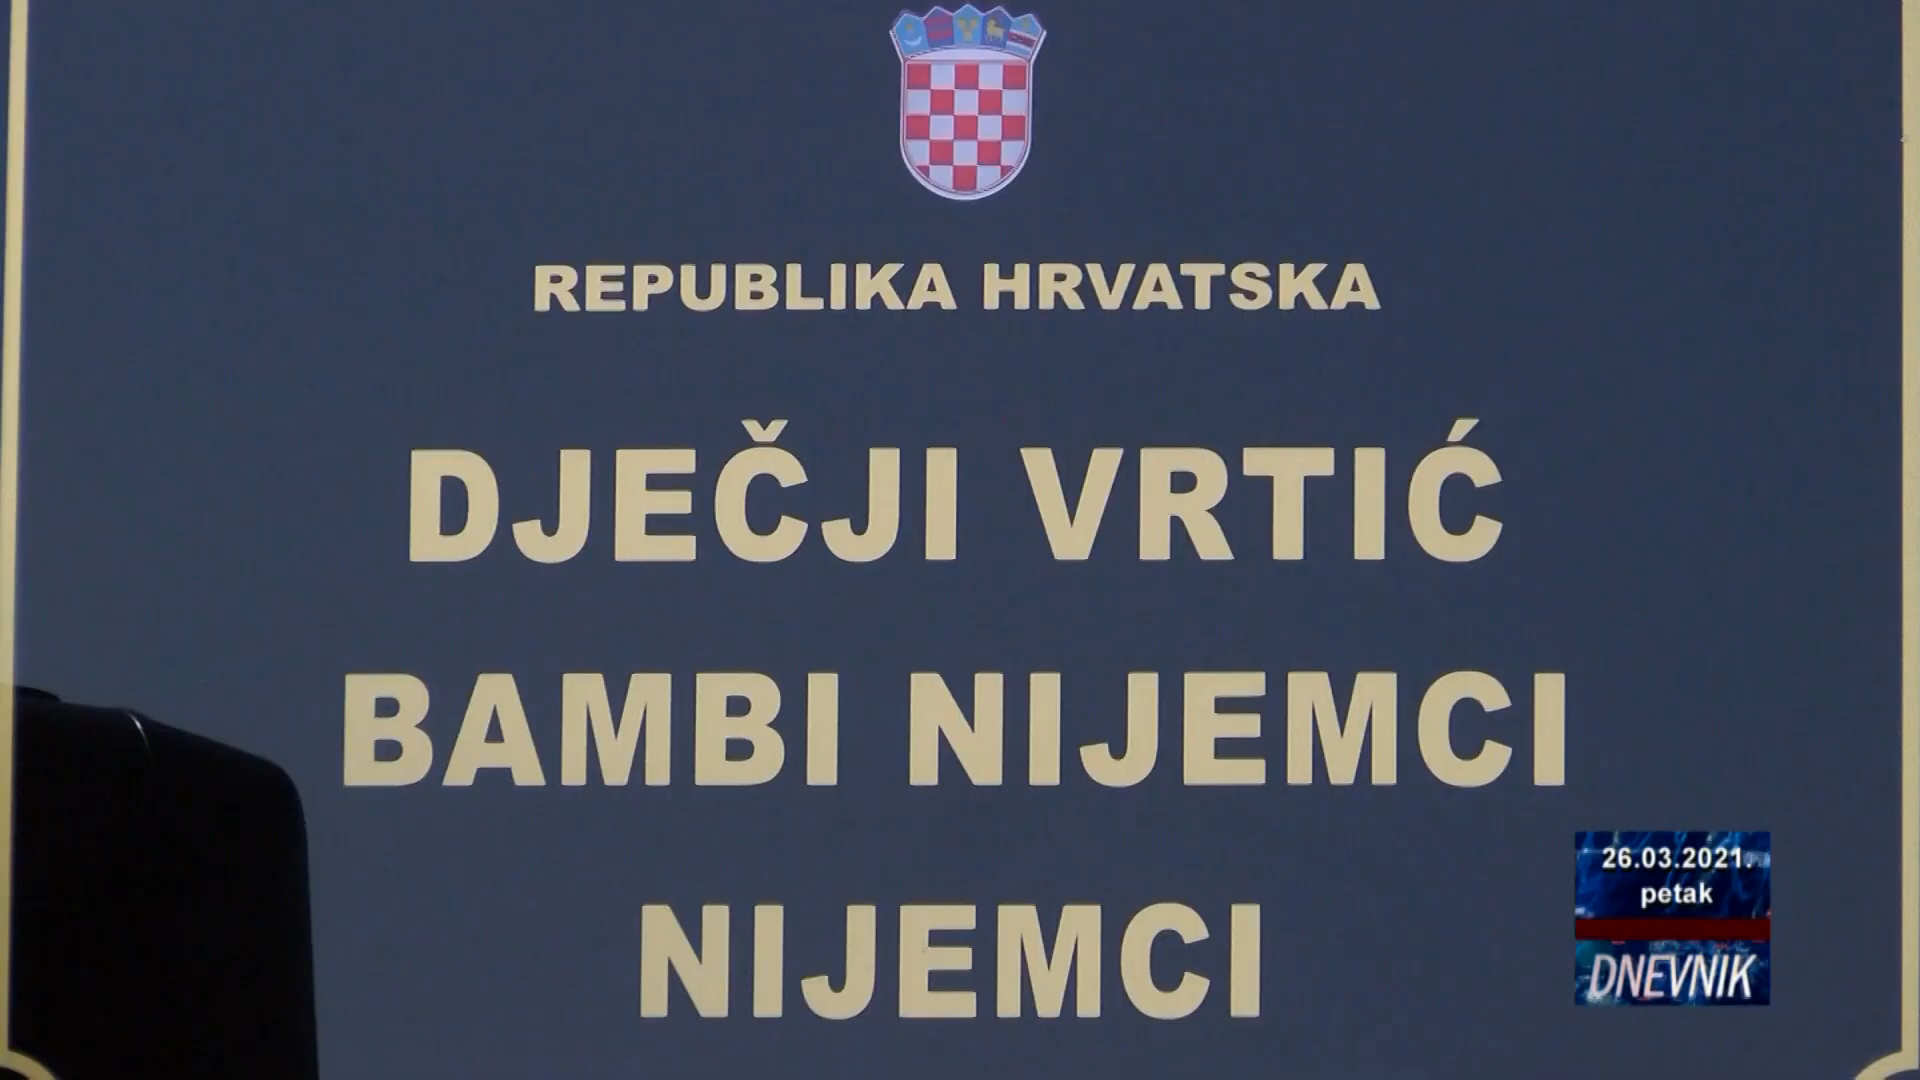 REPUBLIKA HRVATSKA
DJEČJI VRTIĆ
BAMBI NIJEMCI
NIJEMCI
26.03.2021.
petak
DNEVNIK